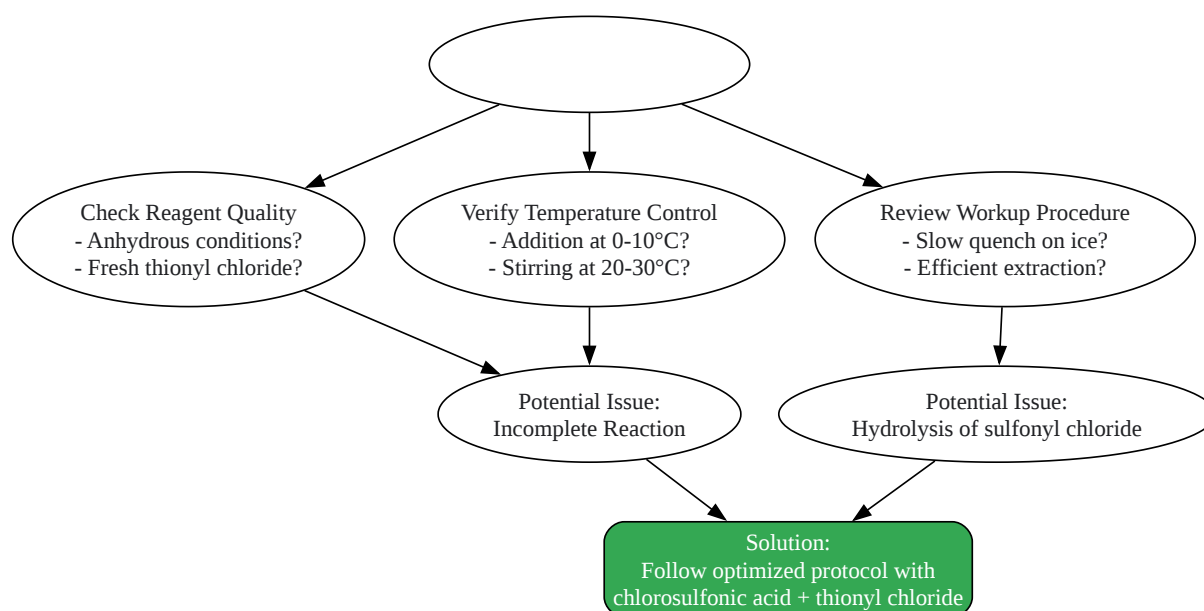 Check Reagent Quality
- Anhydrous conditions?
- Fresh thionyl chloride?
Verify Temperature Control
- Addition at 0-10°C?
- Stirring at 20-30°C?
Review Workup Procedure
- Slow quench on ice?
- Efficient extraction?
Potential Issue:
Incomplete Reaction
Potential Issue:
Hydrolysis of sulfonyl chloride
Solution:
Follow optimized protocol with
chlorosulfonic acid + thionyl chloride